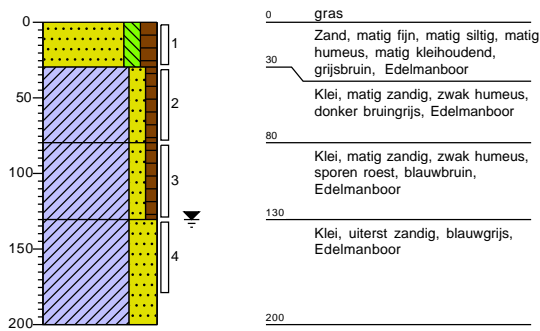 0
50
100
150
200
1
2
3
4
0 gras
Zand, matig fijn, matig siltig, matig
humeus, matig kleihoudend,
grijsbruin, Edelmanboor
30
Klei, matig zandig, zwak humeus,
donker bruingrijs, Edelmanboor
80
Klei, matig zandig, zwak humeus,
sporen roest, blauwbruin,
Edelmanboor
130
Klei, uiterst zandig, blauwgrijs,
Edelmanboor
200